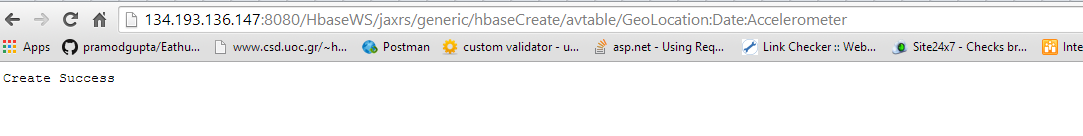 134.193.136.147:8080/HbaseWS/jaxrs/generic/hbaseCreate/avtable/GeoLocation:Date:Accelerometer
Apps pramodgupta/Eathu... www.csd.uoc.gr/~h... Postman custom validator - u... asp.net - Using Req... Link Checker :: Web... Site24x7 - Checks br... Inte
Create Success